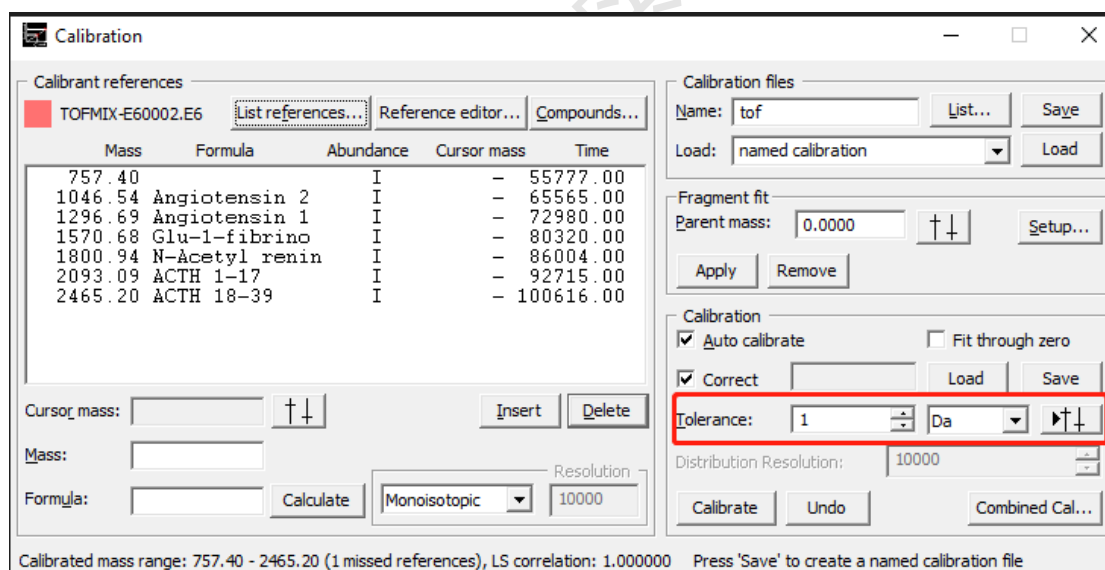 Calibration
Calibrant references
TOFMIX-E60002.E6 List references... Reference editor... Compounds...
Mass Formula Abundance Cursor mass Time
757.40 I - 55777.00
1046.54 Angiotensin 2 I - 65565.00
1296.69 Angiotensin 1 I - 72980.00
1570.68 Glu-1-fibrino I - 80320.00
1800.94 N-Acetyl renin I - 86004.00
2093.09 ACTH 1-17 I - 92715.00
2465.20 ACTH 18-39 I - 100616.00
Cursor mass: Insert Delete
Mass:
Resolution
Formula: Calculate Monoisotopic 10000
Calibration files
Name: tof List... Save
Load: named calibration Load
Fragment fit
Parent mass: 0.0000 Setup...
Apply Remove
Calibration
Auto calibrate Fit through zero
Correct Load Save
Tolerance: 1 Da
Distribution Resolution: 10000
Calibrate Undo Combined Cal...
Calibrated mass range: 757.40 - 2465.20 (1 missed references), LS correlation: 1.000000 Press 'Save' to create a named calibration file